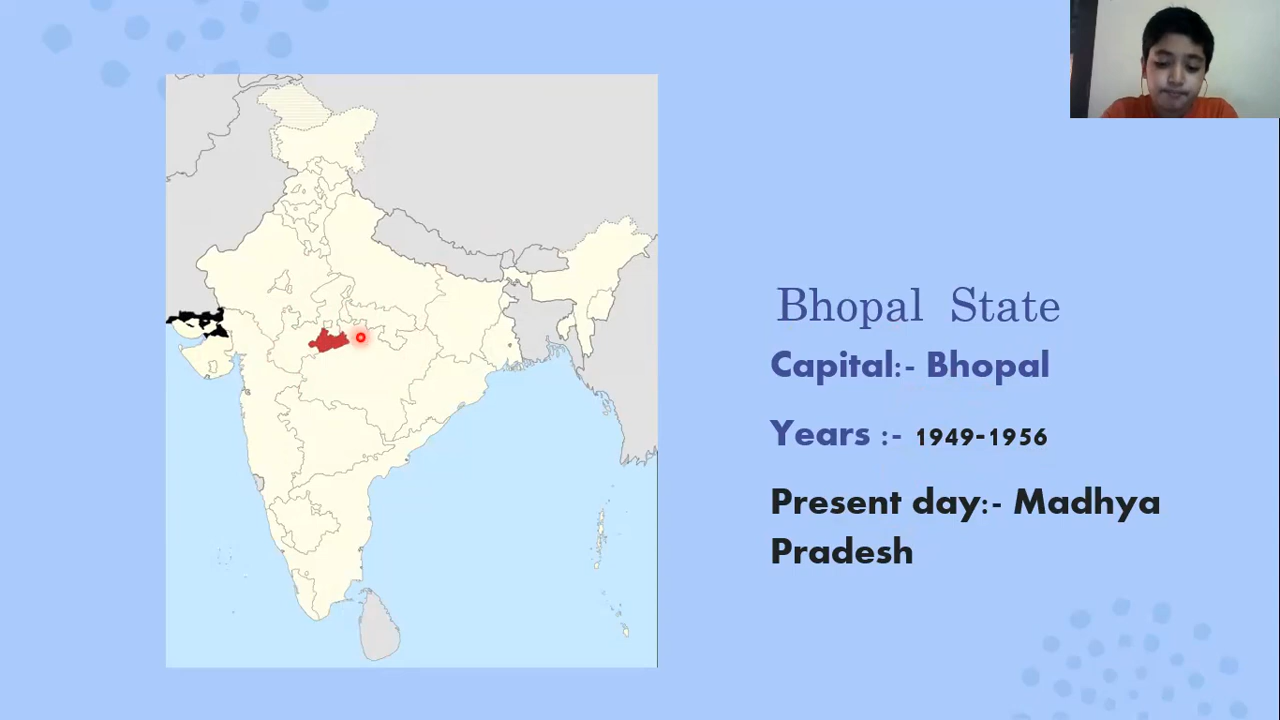 Bhopal State
Capital:- Bhopal
Years :- 1949-1956
Present day:- Madhya
Pradesh